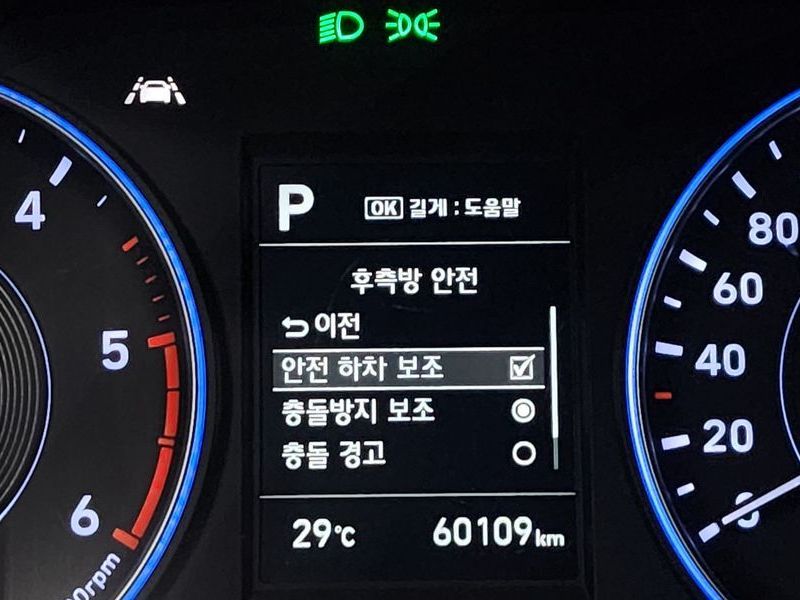 P OK 길게 : 도움말
후측방 안전
이전
안전 하차 보조
충돌방지 보조
충돌 경고
29°C 60109km
4
5
6
80
60
40
20
0